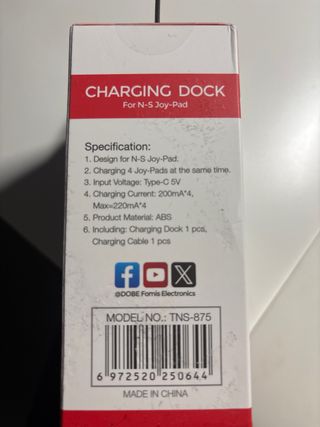 CHARGING DOCK
For N-S Joy-Pad
Specification:
1. Design for N-S Joy-Pad.
2. Charging 4 Joy-Pads at the same time.
3. Input Voltage: Type-C 5V
4. Charging Current: 200mA*4,
Max=220mA*4
5. Product Material: ABS
6. Including: Charging Dock 1 pcs,
Charging Cable 1 pcs
@DOBE Fornis Electronics
MODEL NO.: TNS-875
6 972520 250644
MADE IN CHINA